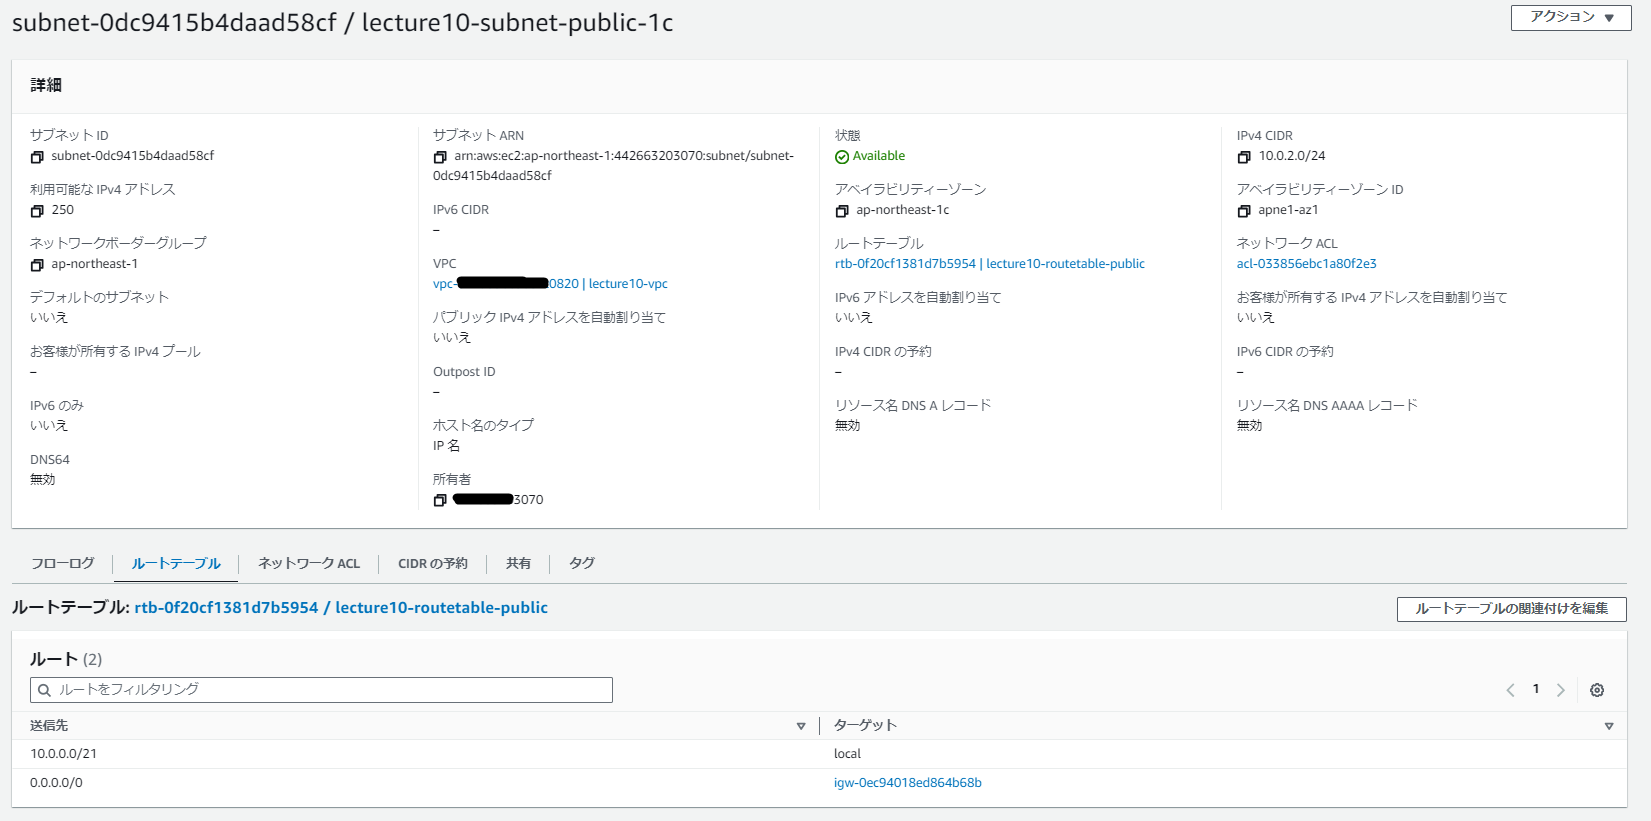 subnet-0dc9415b4daad58cf / lecture10-subnet-public-1c
アクション
詳細
サブネット ID
subnet-0dc9415b4daad58cf
利用可能な IPv4 アドレス
250
ネットワークボーダーグループ
ap-northeast-1
デフォルトのサブネット
いいえ
お客様が所有する IPv4 プール
–
IPv6 のみ
いいえ
DNS64
無効
サブネット ARN
arn:aws:ec2:ap-northeast-1:442663203070:subnet/subnet-
0dc9415b4daad58cf
IPv6 CIDR
–
VPC
vpc-0820 | lecture10-vpc
パブリック IPv4 アドレスを自動割り当て
いいえ
Outpost ID
–
ホスト名のタイプ
IP 名
所有者
3070
状態
Available
アベイラビリティーゾーン
ap-northeast-1c
ルートテーブル
rtb-0f20cf1381d7b5954 | lecture10-routetable-public
IPv6 アドレスを自動割り当て
いいえ
IPv4 CIDR の予約
–
リソース名 DNS A レコード
無効
IPv4 CIDR
10.0.2.0/24
アベイラビリティーゾーン ID
apne1-az1
ネットワーク ACL
acl-033856ebc1a80f2e3
お客様が所有する IPv4 アドレスを自動割り当て
いいえ
IPv6 CIDR の予約
–
リソース名 DNS AAAA レコード
無効
フローログ
ルートテーブル
ネットワーク ACL
CIDR の予約
共有
タグ
ルートテーブル: rtb-0f20cf1381d7b5954 / lecture10-routetable-public
ルートテーブルの関連付けを編集
ルート (2)
ルートをフィルタリング
1
送信先
ターゲット
10.0.0.0/21
local
0.0.0.0/0
igw-0ec94018ed864b68b